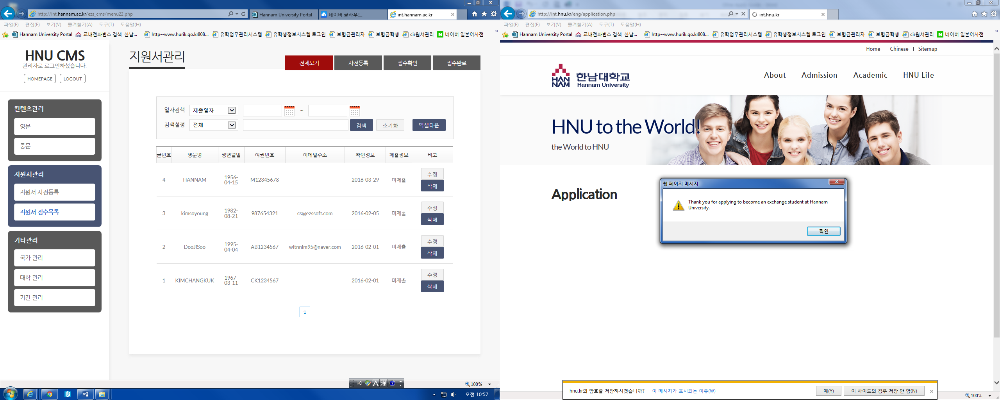 http://int.hannam.ac.kr/ezs_cms/menu22.php
Hannam University Portal
네이버 클라우드
int.hannam.ac.kr
파일(F) 편집(E) 보기(V) 즐겨찾기(A) 도구(T) 도움말(H)
Hannam University Portal 교내전화번호 검색 한남... http--www.hurik.go.kr808... 유학업무관리시스템 유학생정보시스템 로그인 보험금관리자 보험금학생 cir원서관리 네이버 일본어사전
HNU CMS
관리자로 로그인하셨습니다.
HOMEPAGE LOGOUT
컨텐츠관리
영문
중문
지원서관리
지원서 사전등록
지원서 접수목록
기타관리
국가 관리
대학 관리
기간 관리
지원서관리
전체보기 사전등록 접수확인 접수완료
일자검색 제출일자 ~
검색설정 전체 검색 초기화 엑셀다운
글번호 영문명 생년월일 여권번호 이메일주소 확인정보 제출정보 비고
4 HANNAM 1956-04-15 M12345678 2016-03-29 미제출 수정 삭제
3 kimsoyoung 1982-08-21 987654321 cs@ezssoft.com 2016-02-05 미제출 수정 삭제
2 DooJiSoo 1995-04-04 AB1234567 wltnnim95@naver.com 2016-02-01 미제출 수정 삭제
1 KIMCHANGKUK 1967-03-11 CK1234567 2016-02-01 미제출 수정 삭제
1
KO A 漢
100%
오전 10:57
http://int.hnu.kr/eng/application.php
int.hnu.kr
파일(F) 편집(E) 보기(V) 즐겨찾기(A) 도구(T) 도움말(H)
Hannam University Portal 교내전화번호 검색 한남... http--www.hurik.go.kr808... 유학업무관리시스템 유학생정보시스템 로그인 보험금관리자 보험금학생 cir원서관리 네이버 일본어사전
Home | Chinese | Sitemap
HAN NAM 한남대학교
Hannam University
About Admission Academic HNU Life
HNU to the World!
the World to HNU
Application
웹 페이지 메시지
Thank you for applying to become an exchange student at Hannam
University.
확인
hnu.kr의 암호를 저장하시겠습니까? 이 메시지가 표시되는 이유(W) 예(Y) 이 사이트의 경우 저장 안 함(N)
100%